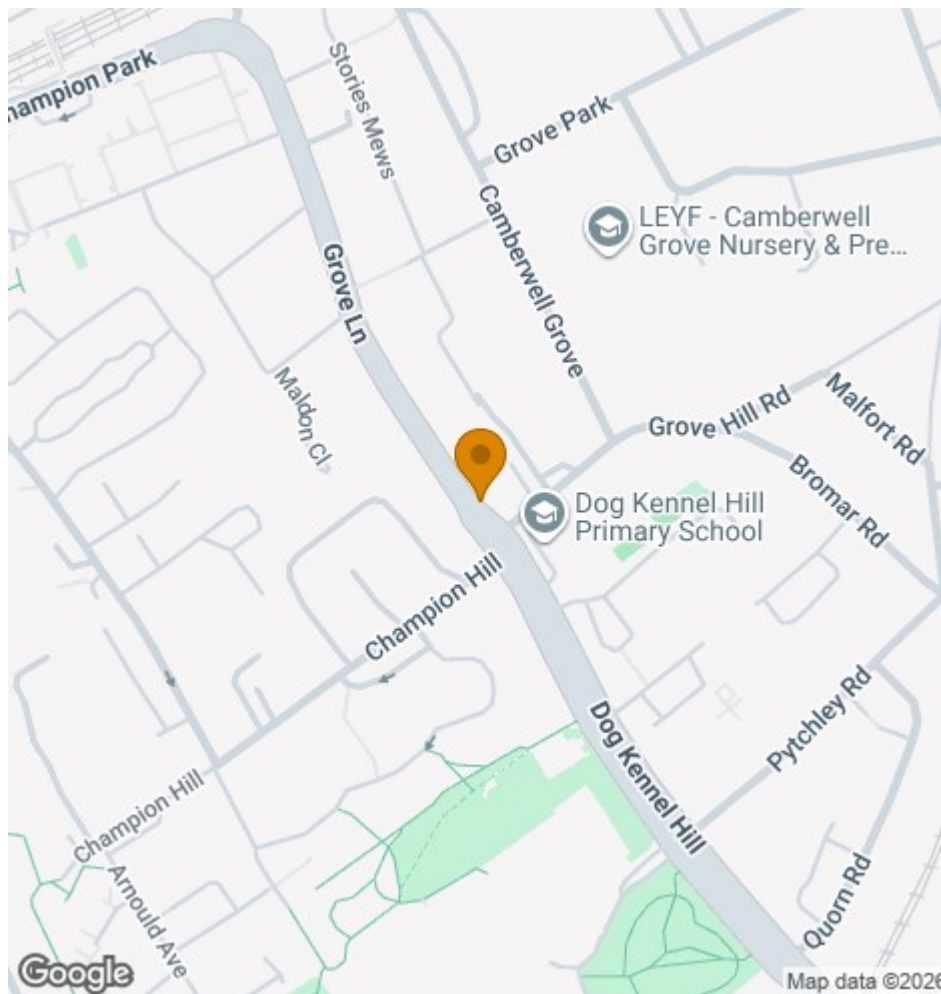 Champion Park
Stories Mews
Grove Park
Camberwell Grove
LEYF - Camberwell
Grove Nursery & Pre...
Grove Ln
Maldon Cl
Grove Hill Rd
Malfort Rd
Bromar Rd
Dog Kennel Hill
Primary School
Champion Hill
Dog Kennel Hill
Pytchley Rd
Champion Hill
Arnould Ave
Quorn Rd
Google
Map data ©2026